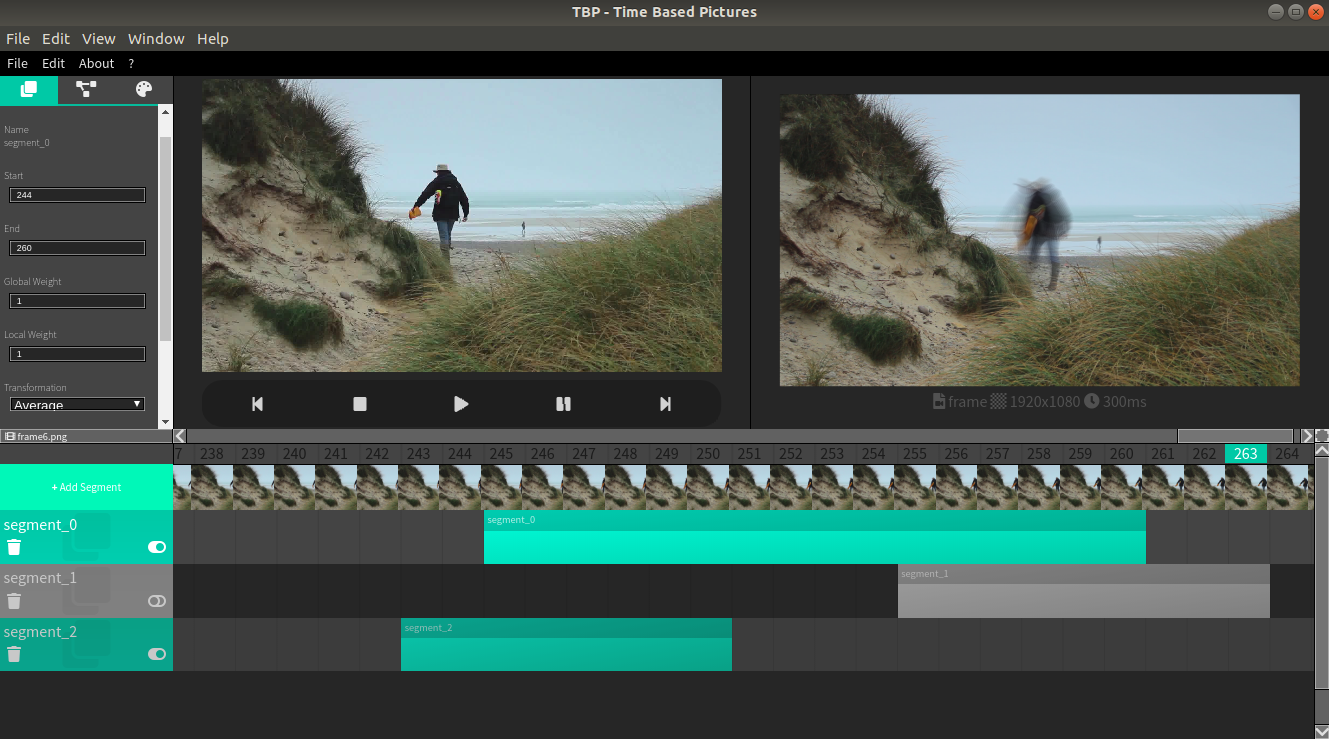 TBP - Time Based Pictures
File Edit View Window Help
File Edit About ?
Name
segment_0
Start
244
End
260
Global Weight
1
Local Weight
1
Transformation
Average
frame 1920x1080 300ms
frame6.png
7 238 239 240 241 242 243 244 245 246 247 248 249 250 251 252 253 254 255 256 257 258 259 260 261 262 263 264
+ Add Segment
segment_0
segment_0
segment_1
segment_1
segment_2
segment_2